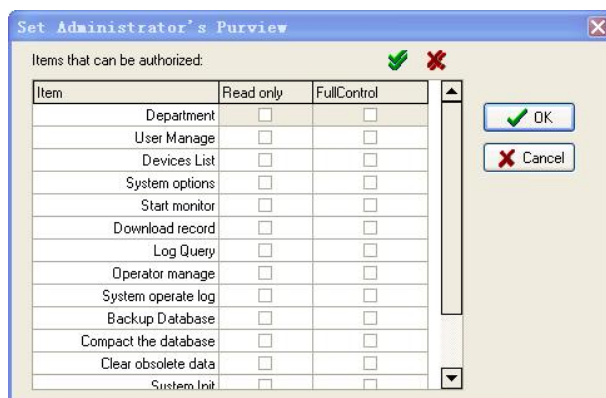 Set Administrator's Purview
Items that can be authorized:
Item Read only FullControl
Department
User Manage
Devices List
System options
Start monitor
Download record
Log Query
Operator manage
System operate log
Backup Database
Compact the database
Clear obsolete data
System Init
OK
Cancel